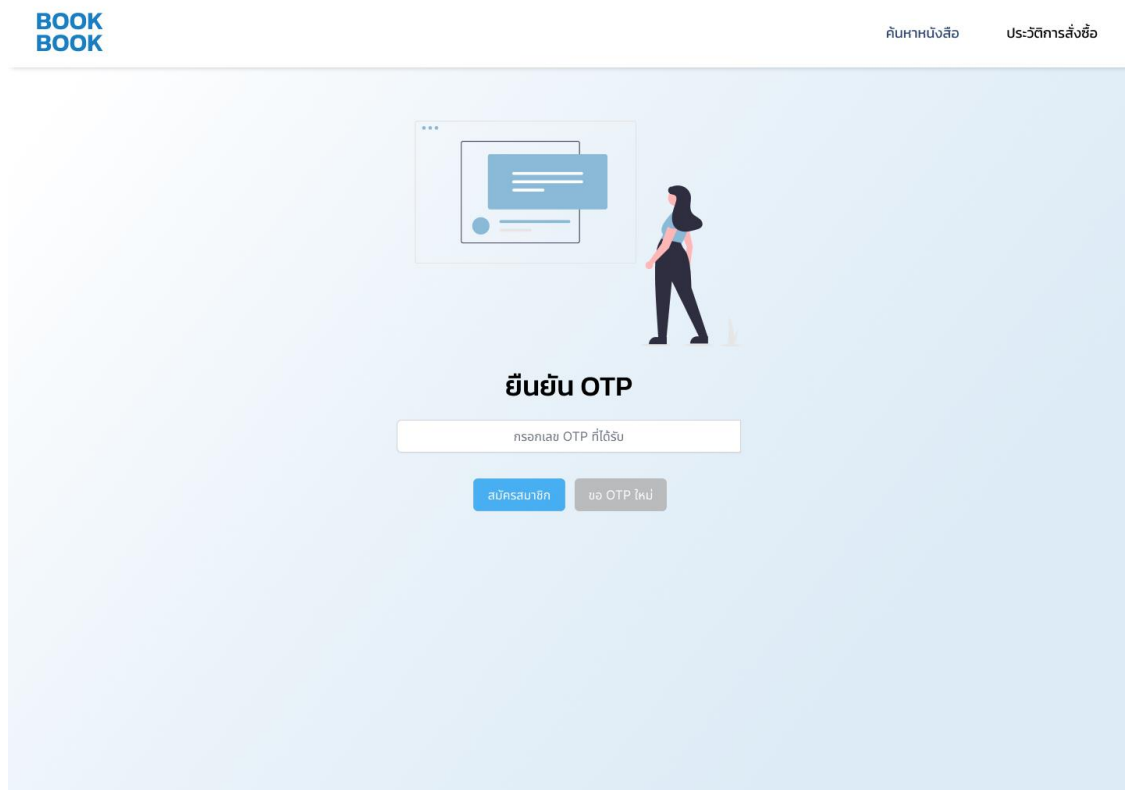 BOOK
BOOK
ค้นหาหนังสือ
ประวัติการสั่งซื้อ
ยืนยัน OTP
กรอกเลข OTP ที่ได้รับ
สมัครสมาชิก
ขอ OTP ใหม่